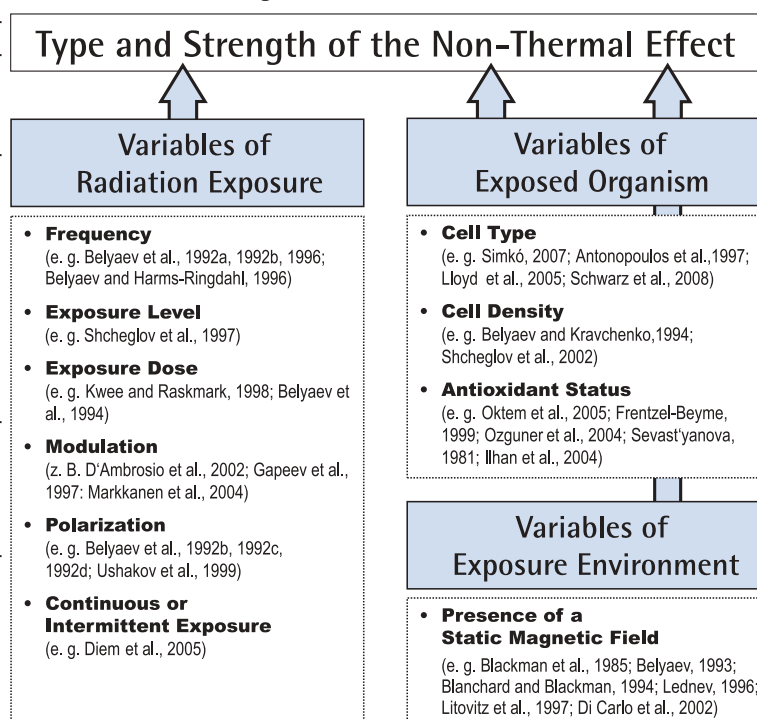 Type and Strength of the Non-Thermal Effect
Variables of
Radiation Exposure
• Frequency
(e. g. Belyaev et al., 1992a, 1992b, 1996;
Belyaev and Harms-Ringdahl, 1996)
• Exposure Level
(e. g. Shcheglov et al., 1997)
• Exposure Dose
(e. g. Kwee and Raskmark, 1998; Belyaev et
al., 1994)
• Modulation
(z. B. D‘Ambrosio et al., 2002; Gapeev et al.,
1997: Markkanen et al., 2004)
• Polarization
(e. g. Belyaev et al., 1992b, 1992c,
1992d; Ushakov et al., 1999)
• Continuous or
Intermittent Exposure
(e. g. Diem et al., 2005)
Variables of
Exposed Organism
• Cell Type
(e. g. Simkó, 2007; Antonopoulos et al.,1997;
Lloyd et al., 2005; Schwarz et al., 2008)
• Cell Density
(e. g. Belyaev and Kravchenko,1994;
Shcheglov et al., 2002)
• Antioxidant Status
(e. g. Oktem et al., 2005; Frentzel-Beyme,
1999; Ozguner et al., 2004; Sevast‘yanova,
1981; Ilhan et al., 2004)
Variables of
Exposure Environment
• Presence of a
Static Magnetic Field
(e. g. Blackman et al., 1985; Belyaev, 1993;
Blanchard and Blackman, 1994; Lednev, 1996;
Litovitz et al., 1997; Di Carlo et al., 2002)